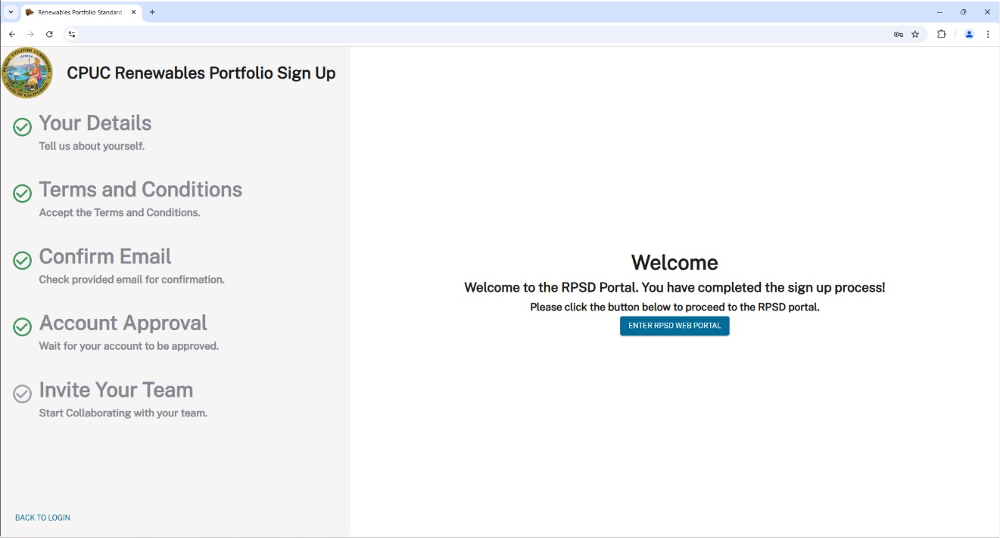 Renewables Portfolio Standard
CPUC Renewables Portfolio Sign Up
Your Details
Tell us about yourself.
Terms and Conditions
Accept the Terms and Conditions.
Confirm Email
Check provided email for confirmation.
Account Approval
Wait for your account to be approved.
Invite Your Team
Start Collaborating with your team.
BACK TO LOGIN
Welcome
Welcome to the RPSD Portal. You have completed the sign up process!
Please click the button below to proceed to the RPSD portal.
ENTER RPSD WEB PORTAL